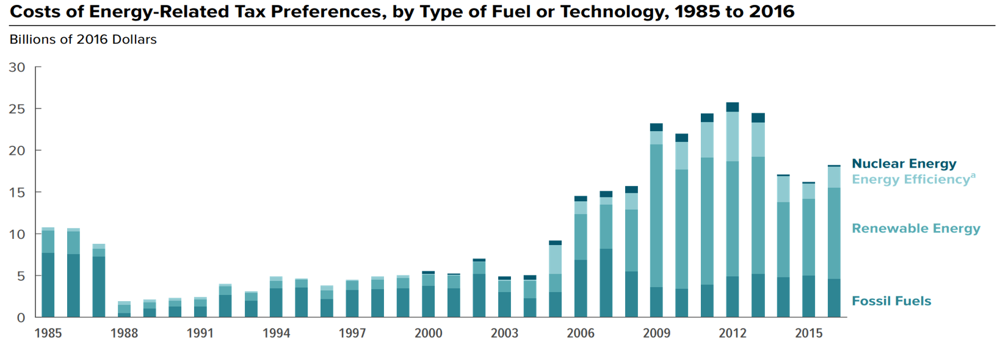 Costs of Energy-Related Tax Preferences, by Type of Fuel or Technology, 1985 to 2016
Billions of 2016 Dollars
30
25
20
15
10
5
0
Nuclear Energy
Energy Efficiencyᵃ
Renewable Energy
Fossil Fuels
1985 1988 1991 1994 1997 2000 2003 2006 2009 2012 2015